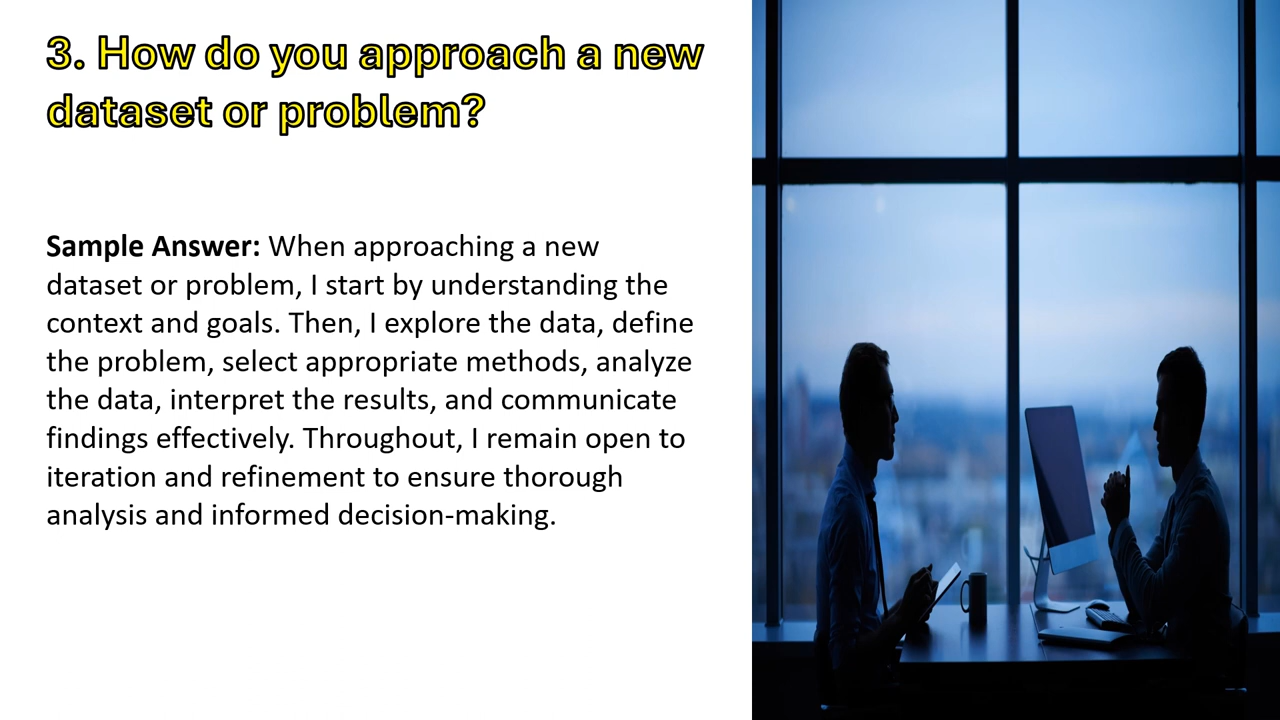 3. How do you approach a new
dataset or problem?
Sample Answer: When approaching a new
dataset or problem, I start by understanding the
context and goals. Then, I explore the data, define
the problem, select appropriate methods, analyze
the data, interpret the results, and communicate
findings effectively. Throughout, I remain open to
iteration and refinement to ensure thorough
analysis and informed decision-making.